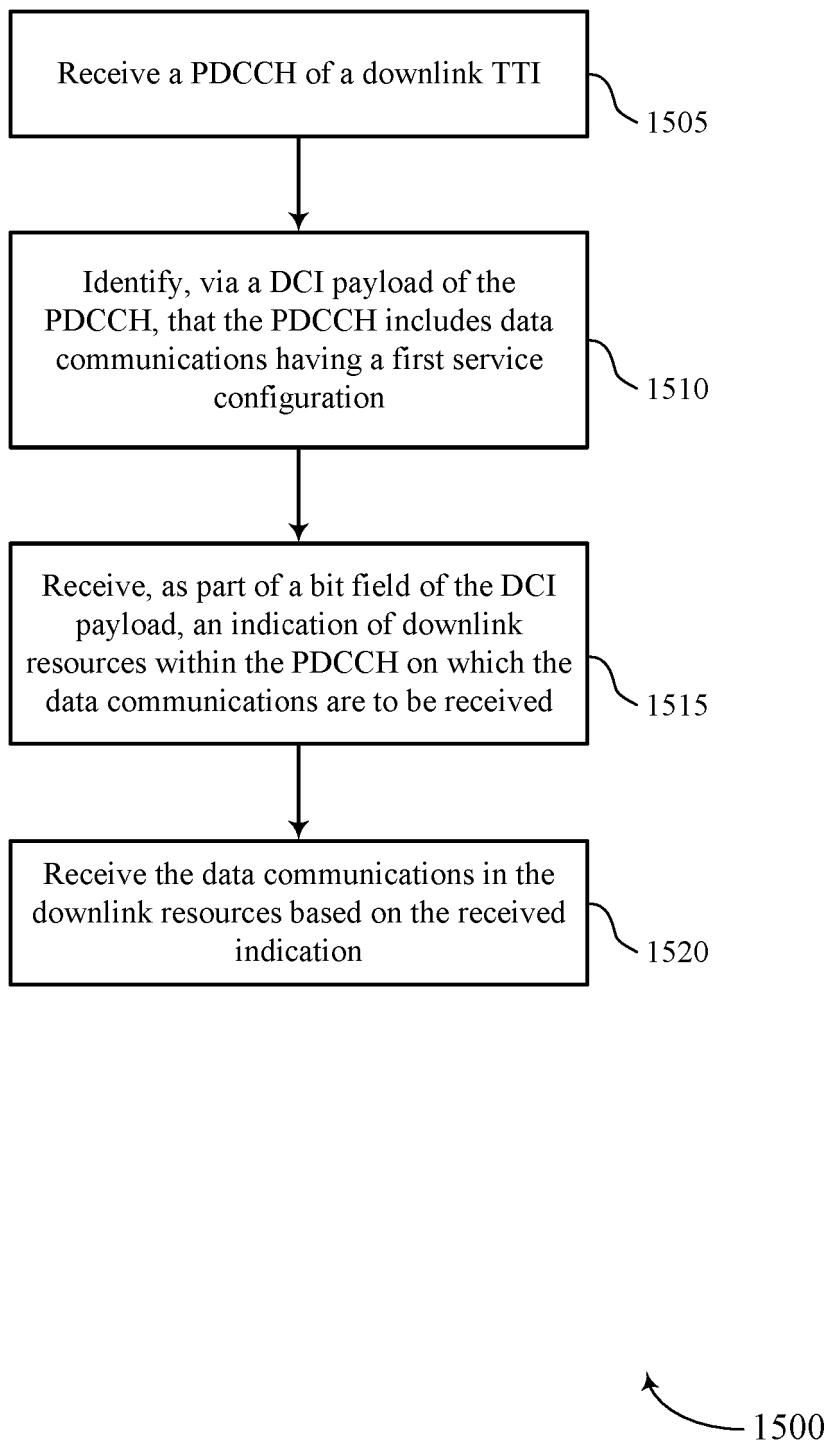 Receive a PDCCH of a downlink TTI
1505
Identify, via a DCI payload of the
PDCCH, that the PDCCH includes data
communications having a first service
configuration
1510
Receive, as part of a bit field of the DCI
payload, an indication of downlink
resources within the PDCCH on which the
data communications are to be received
1515
Receive the data communications in the
downlink resources based on the received
indication
1520
1500